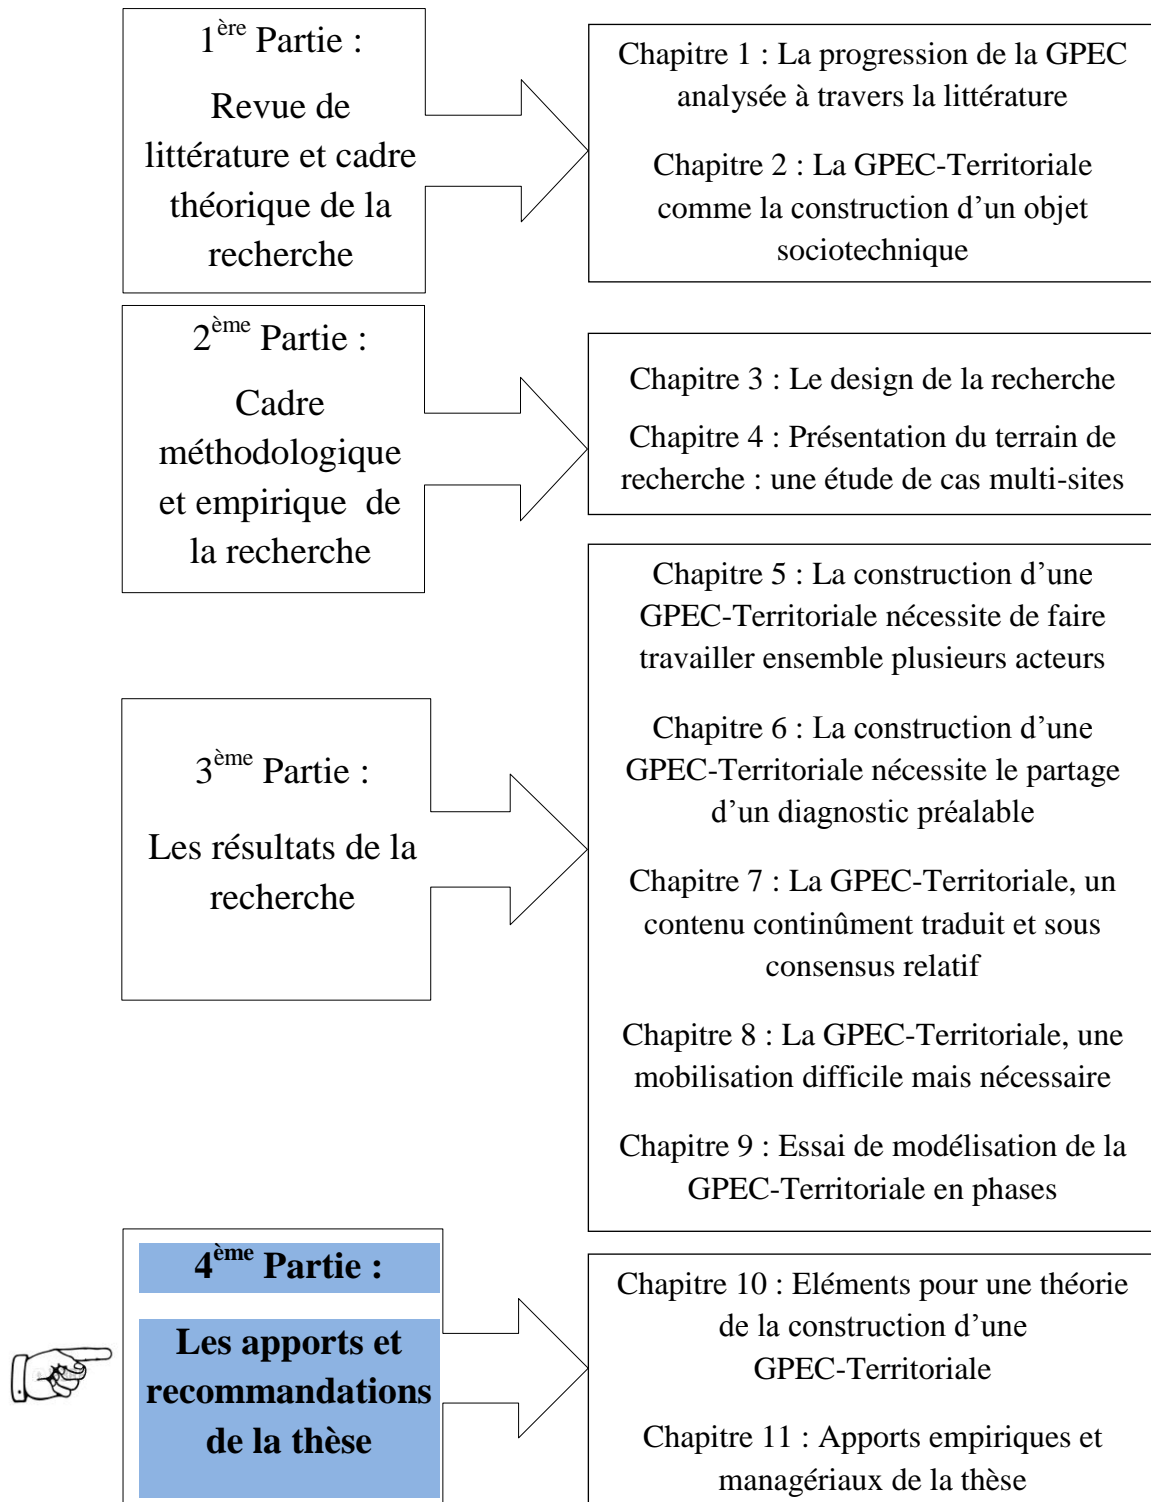 1ère Partie :
Revue de
littérature et cadre
théorique de la
recherche
Chapitre 1 : La progression de la GPEC
analysée à travers la littérature
Chapitre 2 : La GPEC-Territoriale
comme la construction d’un objet
sociotechnique
2ème Partie :
Cadre
méthodologique
et empirique de
la recherche
Chapitre 3 : Le design de la recherche
Chapitre 4 : Présentation du terrain de
recherche : une étude de cas multi-sites
3ème Partie :
Les résultats de la
recherche
Chapitre 5 : La construction d’une
GPEC-Territoriale nécessite de faire
travailler ensemble plusieurs acteurs
Chapitre 6 : La construction d’une
GPEC-Territoriale nécessite le partage
d’un diagnostic préalable
Chapitre 7 : La GPEC-Territoriale, un
contenu continûment traduit et sous
consensus relatif
Chapitre 8 : La GPEC-Territoriale, une
mobilisation difficile mais nécessaire
Chapitre 9 : Essai de modélisation de la
GPEC-Territoriale en phases
4ème Partie :
Les apports et
recommandations
de la thèse
Chapitre 10 : Eléments pour une théorie
de la construction d’une
GPEC-Territoriale
Chapitre 11 : Apports empiriques et
managériaux de la thèse